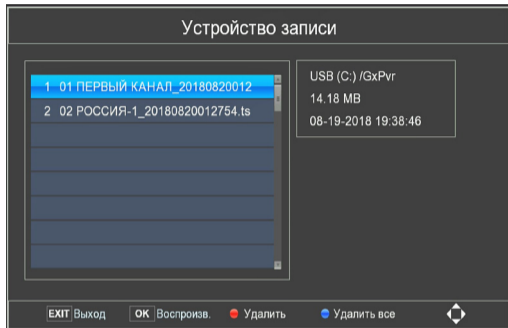 Устройство записи
1 01 ПЕРВЫЙ КАНАЛ_20180820012
2 02 РОССИЯ-1_20180820012754.ts
USB (C:) /GxPvr
14.18 MB
08-19-2018 19:38:46
EXIT Выход OK Воспроизв. Удалить Удалить все